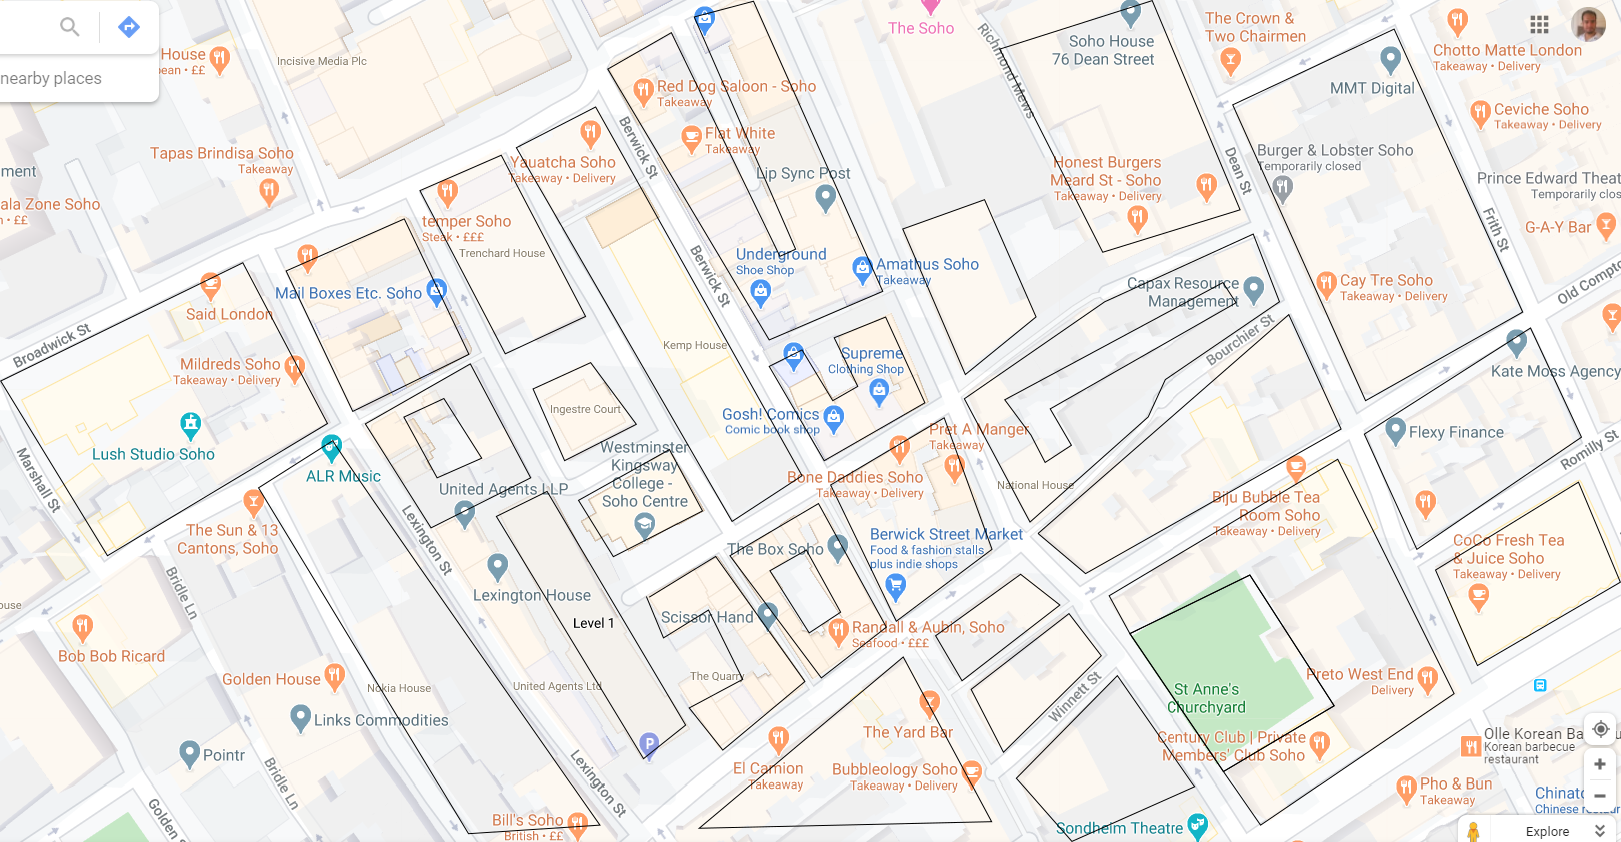 nearby places
House
ean • ££
Incisive Media Plc
The Soho
Richmond Mews
Soho House
76 Dean Street
The Crown &
Two Chairmen
Chotto Matte London
Takeaway • Delivery
MMT Digital
Red Dog Saloon - Soho
Takeaway
Ceviche Soho
Takeaway • Delivery
Berwick St
Flat White
Takeaway
Tapas Brindisa Soho
Takeaway
Yauatcha Soho
Takeaway • Delivery
Lip Sync Post
Honest Burgers
Meard St - Soho
Takeaway • Delivery
Dean St
Burger & Lobster Soho
Temporarily closed
ment
Prince Edward Theat
Temporarily clos
ala Zone Soho
• ££
temper Soho
Steak • £££
Trenchard House
Frith St
G-A-Y Bar
Berwick St
Underground
Shoe Shop
Amathus Soho
Takeaway
Capax Resource
Management
Cay Tre Soho
Takeaway • Delivery
Old Compto
Mail Boxes Etc. Soho
Said London
Broadwick St
Kemp House
Supreme
Clothing Shop
Bourchier St
Mildreds Soho
Takeaway • Delivery
Kate Moss Agency
Ingestre Court
Gosh! Comics
Comic book shop
Pret A Manger
Takeaway
Flexy Finance
Lush Studio Soho
Westminster
Kingsway
College -
Soho Centre
Romilly St
Marshall St
ALR Music
United Agents LLP
Bone Daddies Soho
Takeaway • Delivery
National House
Biju Bubble Tea
Room Soho
Takeaway • Delivery
The Sun & 13
Cantons, Soho
Lexington St
The Box Soho
Berwick Street Market
Food & fashion stalls
plus indie shops
CoCo Fresh Tea
& Juice Soho
Takeaway • Delivery
Bridle Ln
Lexington House
Level 1
Scissor Hand
Randall & Aubin, Soho
Seafood • £££
ouse
Bob Bob Ricard
Golden House
Nokia House
United Agents Ltd
The Quarry
Winnett St
St Anne's
Churchyard
Preto West End
Delivery
Links Commodities
The Yard Bar
Century Club | Private
Members' Club Soho
Olle Korean Barb
Korean barbecue
restaurant
Pointr
Bridle Ln
Lexington St
El Camion
Takeaway
Bubbleology Soho
Takeaway • Delivery
Pho & Bun
Takeaway
Chinato
Chinese restaur
Golden
Bill's Soho
British • ££
Sondheim Theatre
Explore